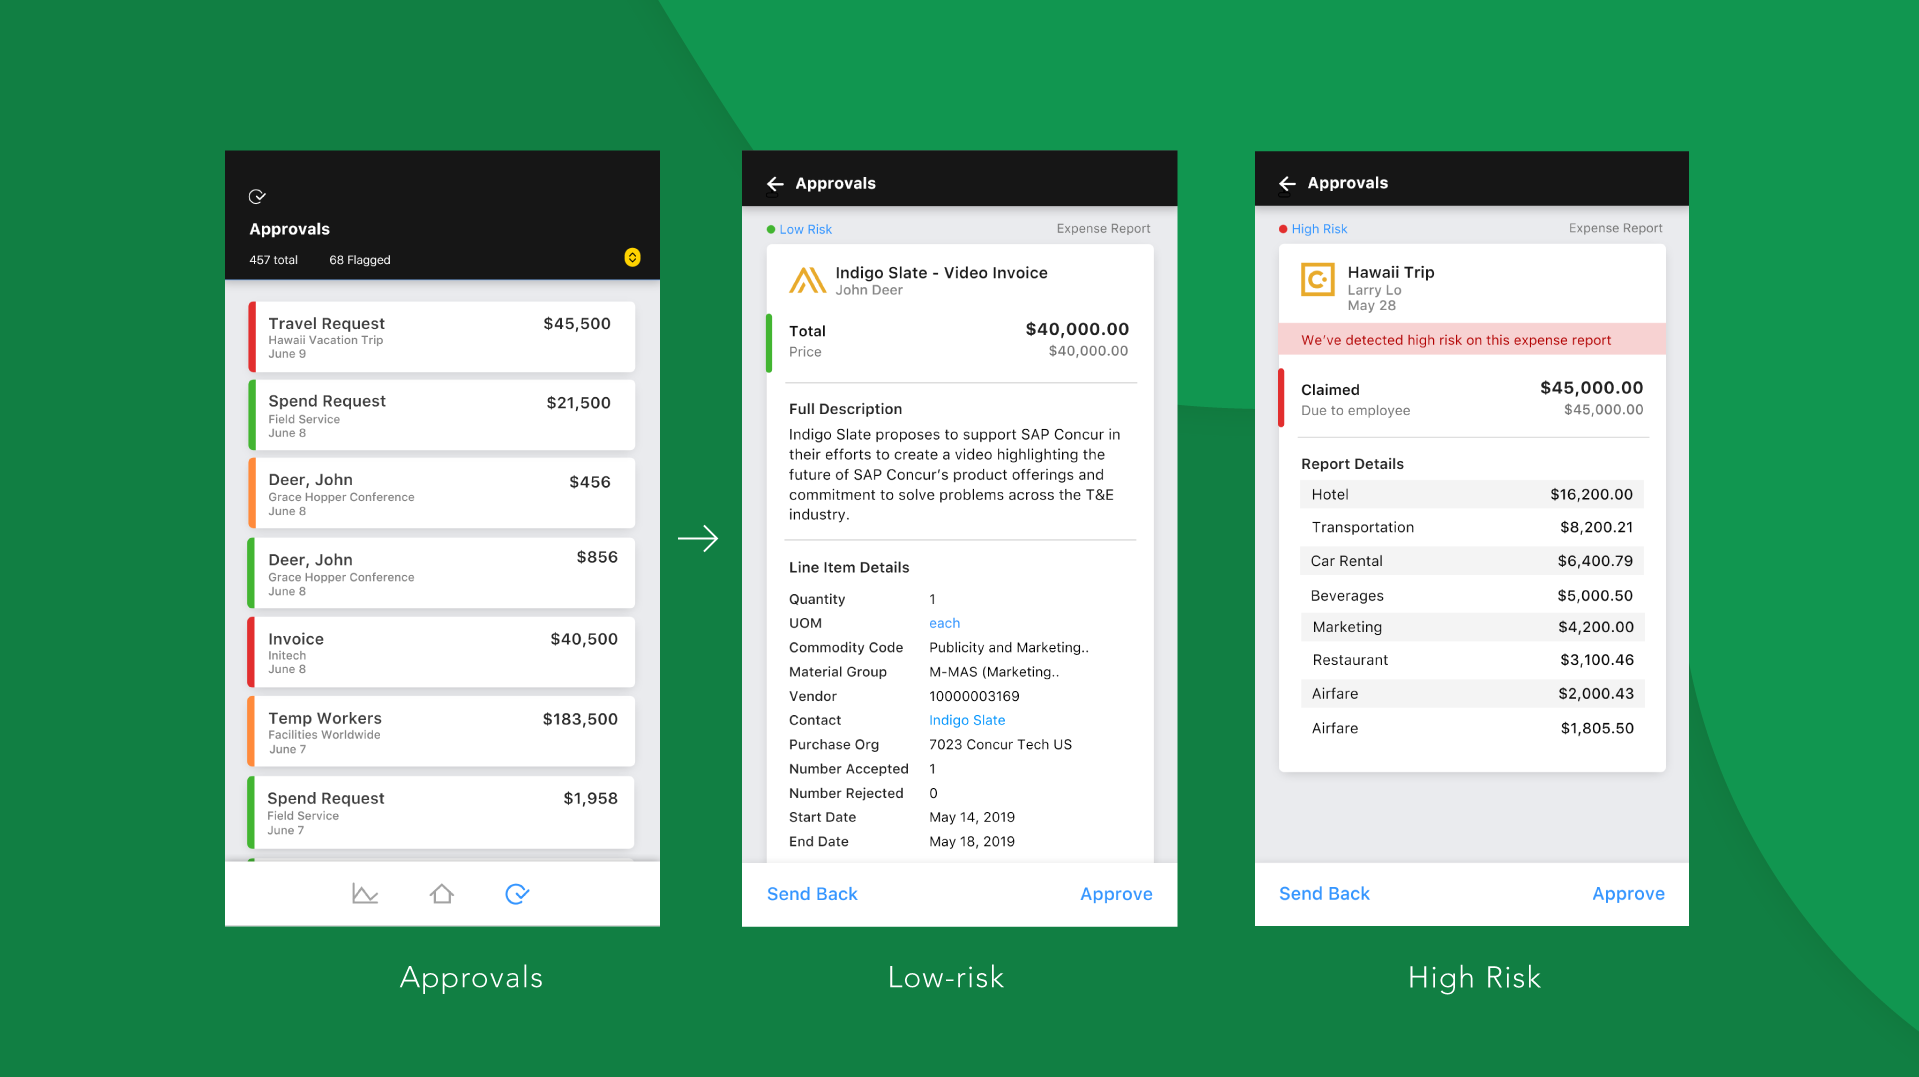 Approvals
457 total 68 Flagged
Travel Request $45,500
Hawaii Vacation Trip
June 9
Spend Request $21,500
Field Service
June 8
Deer, John $456
Grace Hopper Conference
June 8
Deer, John $856
Grace Hopper Conference
June 8
Invoice $40,500
Initech
June 8
Temp Workers $183,500
Facilities Worldwide
June 7
Spend Request $1,958
Field Service
June 7
Approvals
Approvals
Low Risk Expense Report
Indigo Slate - Video Invoice
John Deer
Total $40,000.00
Price $40,000.00
Full Description
Indigo Slate proposes to support SAP Concur in
their efforts to create a video highlighting the
future of SAP Concur’s product offerings and
commitment to solve problems across the T&E
industry.
Line Item Details
Quantity 1
UOM each
Commodity Code Publicity and Marketing..
Material Group M-MAS (Marketing..
Vendor 10000003169
Contact Indigo Slate
Purchase Org 7023 Concur Tech US
Number Accepted 1
Number Rejected 0
Start Date May 14, 2019
End Date May 18, 2019
Send Back Approve
Low-risk
Approvals
High Risk Expense Report
Hawaii Trip
Larry Lo
May 28
We’ve detected high risk on this expense report
Claimed $45,000.00
Due to employee $45,000.00
Report Details
Hotel $16,200.00
Transportation $8,200.21
Car Rental $6,400.79
Beverages $5,000.50
Marketing $4,200.00
Restaurant $3,100.46
Airfare $2,000.43
Airfare $1,805.50
Send Back Approve
High Risk